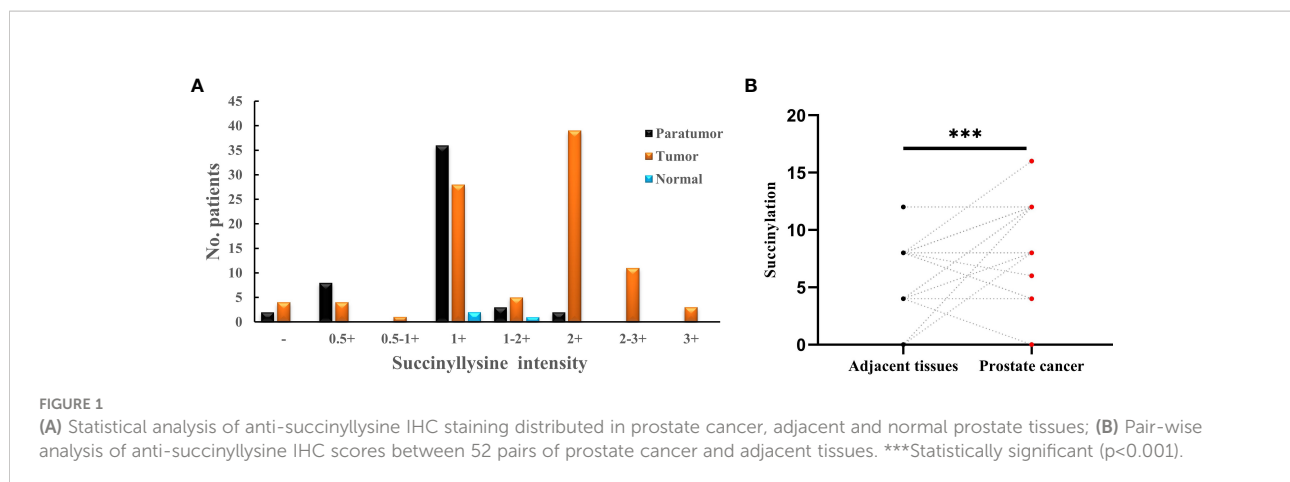 A
45
40
35
30
25
20
15
10
5
0
No. patients
Paratumor
Tumor
Normal
- 0.5+ 0.5-1+ 1+ 1-2+ 2+ 2-3+ 3+
Succinyllysine intensity
B
20
15
10
5
0
Succinylation
***
Adjacent tissues Prostate cancer
FIGURE 1
(A) Statistical analysis of anti-succinyllysine IHC staining distributed in prostate cancer, adjacent and normal prostate tissues; (B) Pair-wise
analysis of anti-succinyllysine IHC scores between 52 pairs of prostate cancer and adjacent tissues. ***Statistically significant (p<0.001).